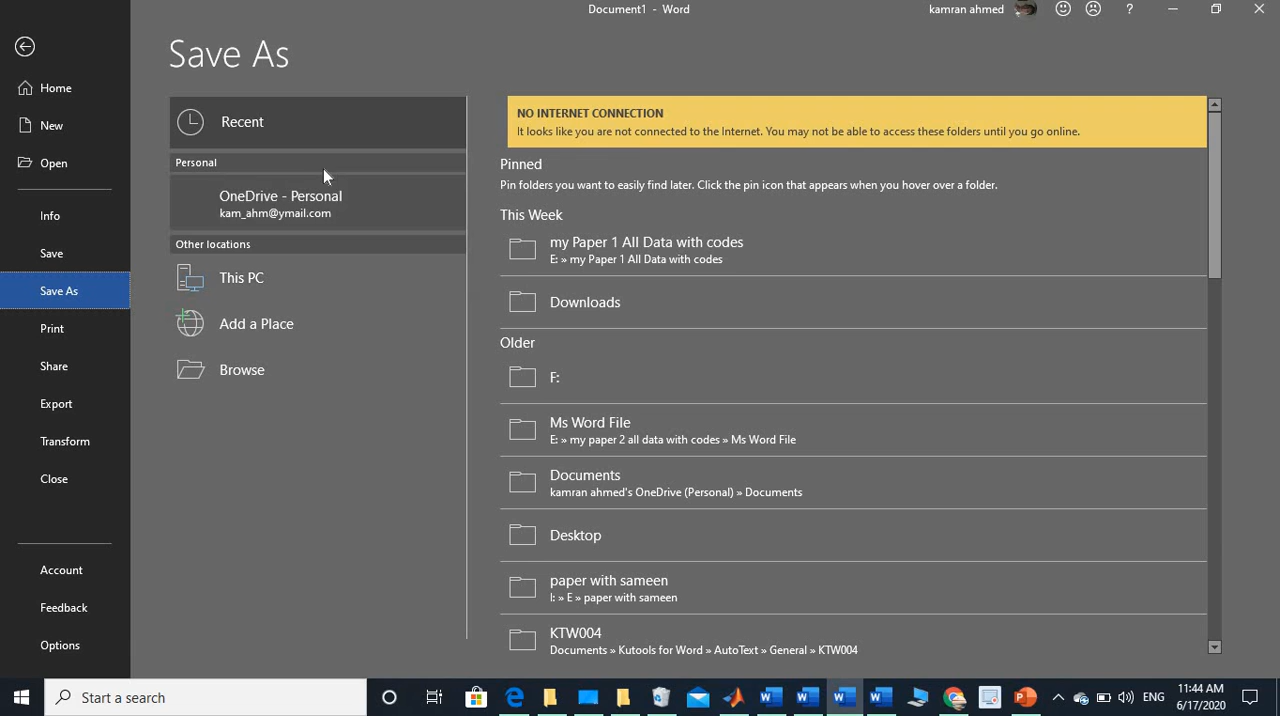 Document1 - Word
kamran ahmed
?
Save As
Home
New
Open
Info
Save
Save As
Print
Share
Export
Transform
Close
Account
Feedback
Options
Recent
Personal
OneDrive - Personal
kam_ahm@ymail.com
Other locations
This PC
Add a Place
Browse
NO INTERNET CONNECTION
It looks like you are not connected to the Internet. You may not be able to access these folders until you go online.
Pinned
Pin folders you want to easily find later. Click the pin icon that appears when you hover over a folder.
This Week
my Paper 1 All Data with codes
E: » my Paper 1 All Data with codes
Downloads
Older
F:
Ms Word File
E: » my paper 2 all data with codes » Ms Word File
Documents
kamran ahmed's OneDrive (Personal) » Documents
Desktop
paper with sameen
I: » E » paper with sameen
KTW004
Documents » Kutools for Word » AutoText » General » KTW004
Start a search
ENG
11:44 AM
6/17/2020